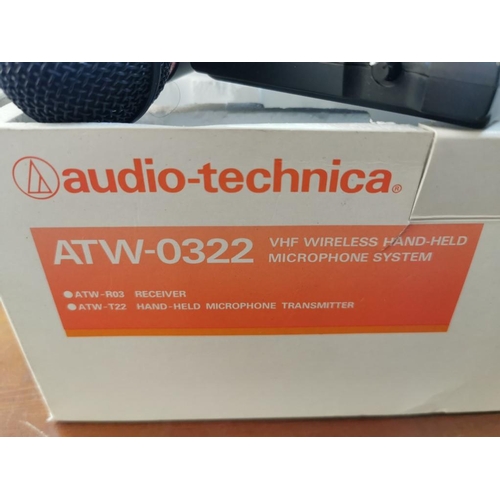 audio-technica®
ATW-0322 VHF WIRELESS HAND-HELD
MICROPHONE SYSTEM
●ATW-R03 RECEIVER
●ATW-T22 HAND-HELD MICROPHONE TRANSMITTER